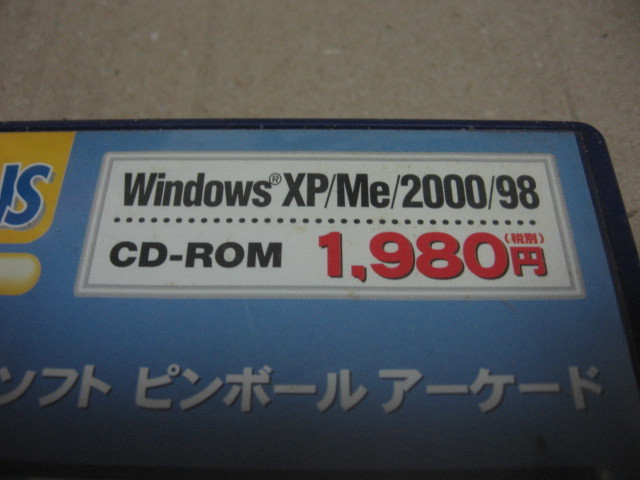 Windows® XP/Me/2000/98
CD-ROM 1,980円(税別)
ソフト ピンボール アーケード